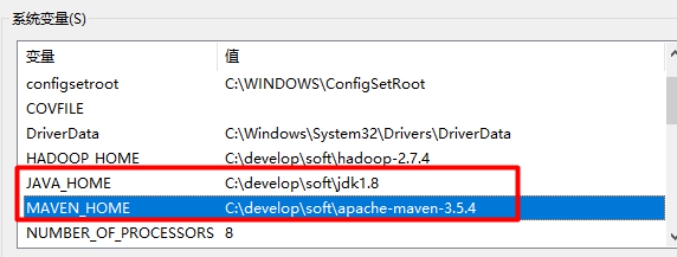 系统变量(S)
变量 值
configsetroot C:\WINDOWS\ConfigSetRoot
COVFILE
DriverData C:\Windows\System32\Drivers\DriverData
HADOOP_HOME C:\develop\soft\hadoop-2.7.4
JAVA_HOME C:\develop\soft\jdk1.8
MAVEN_HOME C:\develop\soft\apache-maven-3.5.4
NUMBER_OF_PROCESSORS 8